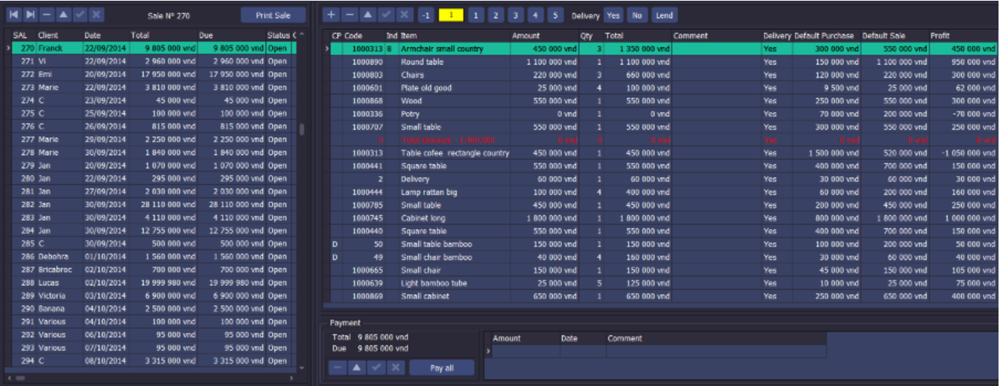 Sale Nº 270 Print Sale
SAL Client Date Total Due Status C
270 Franck 22/09/2014 9 805 000 vnd 9 805 000 vnd Open
271 Vi 22/09/2014 2 960 000 vnd 2 960 000 vnd Open
272 Emi 20/09/2014 17 950 000 vnd 17 950 000 vnd Open
273 Marie 22/09/2014 3 810 000 vnd 3 810 000 vnd Open
274 C 23/09/2014 45 000 vnd 45 000 vnd Open
275 C 25/09/2014 100 000 vnd 100 000 vnd Open
276 C 26/09/2014 815 000 vnd 815 000 vnd Open
277 Marie 29/09/2014 2 250 000 vnd 2 250 000 vnd Open
278 Marie 30/09/2014 1 840 000 vnd 1 840 000 vnd Open
279 Jan 20/09/2014 1 070 000 vnd 1 070 000 vnd Open
280 Jan 22/09/2014 295 000 vnd 295 000 vnd Open
281 Jan 27/09/2014 2 030 000 vnd 2 030 000 vnd Open
282 Jan 30/09/2014 28 110 000 vnd 28 110 000 vnd Open
283 Jan 30/09/2014 4 110 000 vnd 4 110 000 vnd Open
284 Jan 30/09/2014 12 755 000 vnd 12 755 000 vnd Open
285 C 30/09/2014 500 000 vnd 500 000 vnd Open
286 Debohra 01/10/2014 1 560 000 vnd 1 560 000 vnd Open
287 Bricabroc 02/10/2014 700 000 vnd 700 000 vnd Open
288 Lucas 02/10/2014 19 999 980 vnd 19 999 980 vnd Open
289 Victoria 03/10/2014 6 900 000 vnd 6 900 000 vnd Open
290 Banana 04/10/2014 2 500 000 vnd 2 500 000 vnd Open
291 Various 04/10/2014 100 000 vnd 100 000 vnd Open
292 Various 06/10/2014 95 000 vnd 95 000 vnd Open
293 Various 07/10/2014 95 000 vnd 95 000 vnd Open
294 C 08/10/2014 3 315 000 vnd 3 315 000 vnd Open
-1 1 1 2 3 4 5 Delivery Yes No Lend
CP Code Ind Item Amount Qty Total Comment Delivery Default Purchase Default Sale Profit
1000313 B Armchair small country 450 000 vnd 3 1 350 000 vnd Yes 300 000 vnd 550 000 vnd 450 000 vnd
1000890 Round table 1 100 000 vnd 1 1 100 000 vnd Yes 150 000 vnd 1 100 000 vnd 950 000 vnd
1000803 Chairs 220 000 vnd 3 660 000 vnd Yes 120 000 vnd 220 000 vnd 300 000 vnd
1000601 Plate old good 25 000 vnd 4 100 000 vnd Yes 9 500 vnd 25 000 vnd 62 000 vnd
1000868 Wood 550 000 vnd 1 550 000 vnd Yes 250 000 vnd 550 000 vnd 300 000 vnd
1000336 Potry 0 vnd 1 0 vnd Yes 70 000 vnd 200 000 vnd -70 000 vnd
1000707 Small table 550 000 vnd 1 550 000 vnd Yes 300 000 vnd 550 000 vnd 250 000 vnd
0 Total discount - 1,400,000 0 vnd 0 0 vnd Yes 0 vnd 0 vnd 0 vnd
1000313 Table cofee rectangle country 450 000 vnd 1 450 000 vnd Yes 1 500 000 vnd 520 000 vnd -1 050 000 vnd
1000441 Square table 550 000 vnd 1 550 000 vnd Yes 400 000 vnd 700 000 vnd 150 000 vnd
2 Delivery 60 000 vnd 1 60 000 vnd Yes 30 000 vnd 60 000 vnd 30 000 vnd
1000444 Lamp rattan big 100 000 vnd 4 400 000 vnd Yes 60 000 vnd 200 000 vnd 160 000 vnd
1000785 Small table 450 000 vnd 1 450 000 vnd Yes 200 000 vnd 450 000 vnd 250 000 vnd
1000745 Cabinet long 1 800 000 vnd 1 1 800 000 vnd Yes 800 000 vnd 1 800 000 vnd 1 000 000 vnd
1000440 Square table 550 000 vnd 1 550 000 vnd Yes 400 000 vnd 700 000 vnd 150 000 vnd
D 50 Small table bamboo 150 000 vnd 1 150 000 vnd Yes 100 000 vnd 200 000 vnd 50 000 vnd
D 49 Small chair bamboo 40 000 vnd 4 160 000 vnd Yes 30 000 vnd 60 000 vnd 40 000 vnd
1000665 Small chair 150 000 vnd 1 150 000 vnd Yes 45 000 vnd 150 000 vnd 105 000 vnd
1000639 Light bamboo tube 25 000 vnd 5 125 000 vnd Yes 10 000 vnd 25 000 vnd 75 000 vnd
1000869 Small cabinet 650 000 vnd 1 650 000 vnd Yes 250 000 vnd 650 000 vnd 400 000 vnd
Payment
Total 9 805 000 vnd
Due 9 805 000 vnd
Pay all
Amount Date Comment